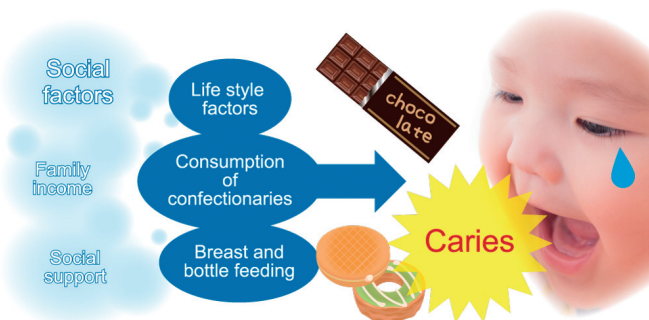 Social
factors
Family
income
Social
support
Life style
factors
Consumption
of
confectionaries
Breast and
bottle feeding
choco
late
Caries